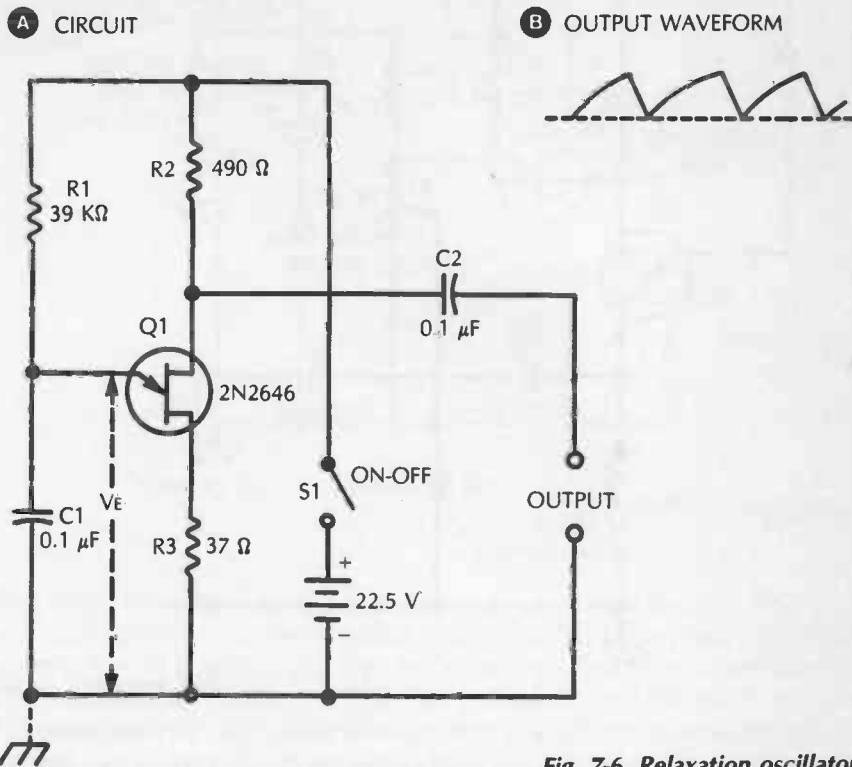 A CIRCUIT
B OUTPUT WAVEFORM
R1
39 KΩ
R2 490 Ω
C2
0.1 μF
Q1
2N2646
VE
C1
0.1 μF
R3 37 Ω
S1 ON-OFF
+
22.5 V
−
OUTPUT
Fig. 7-6. Relaxation oscillator